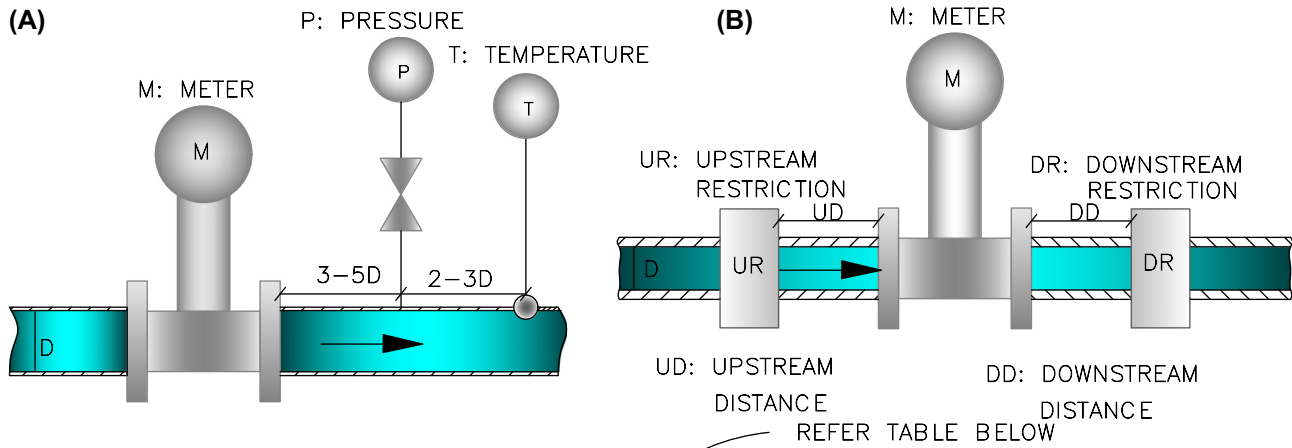 (A)
P: PRESSURE
P
T: TEMPERATURE
T
M: METER
M
3-5D
2-3D
D
(B)
M: METER
M
UR: UPSTREAM
RESTRICTION
DR: DOWNSTREAM
RESTRICTION
UD
DD
D
UR
DR
UD: UPSTREAM
DISTANCE
DD: DOWNSTREAM
DISTANCE
REFER TABLE BELOW